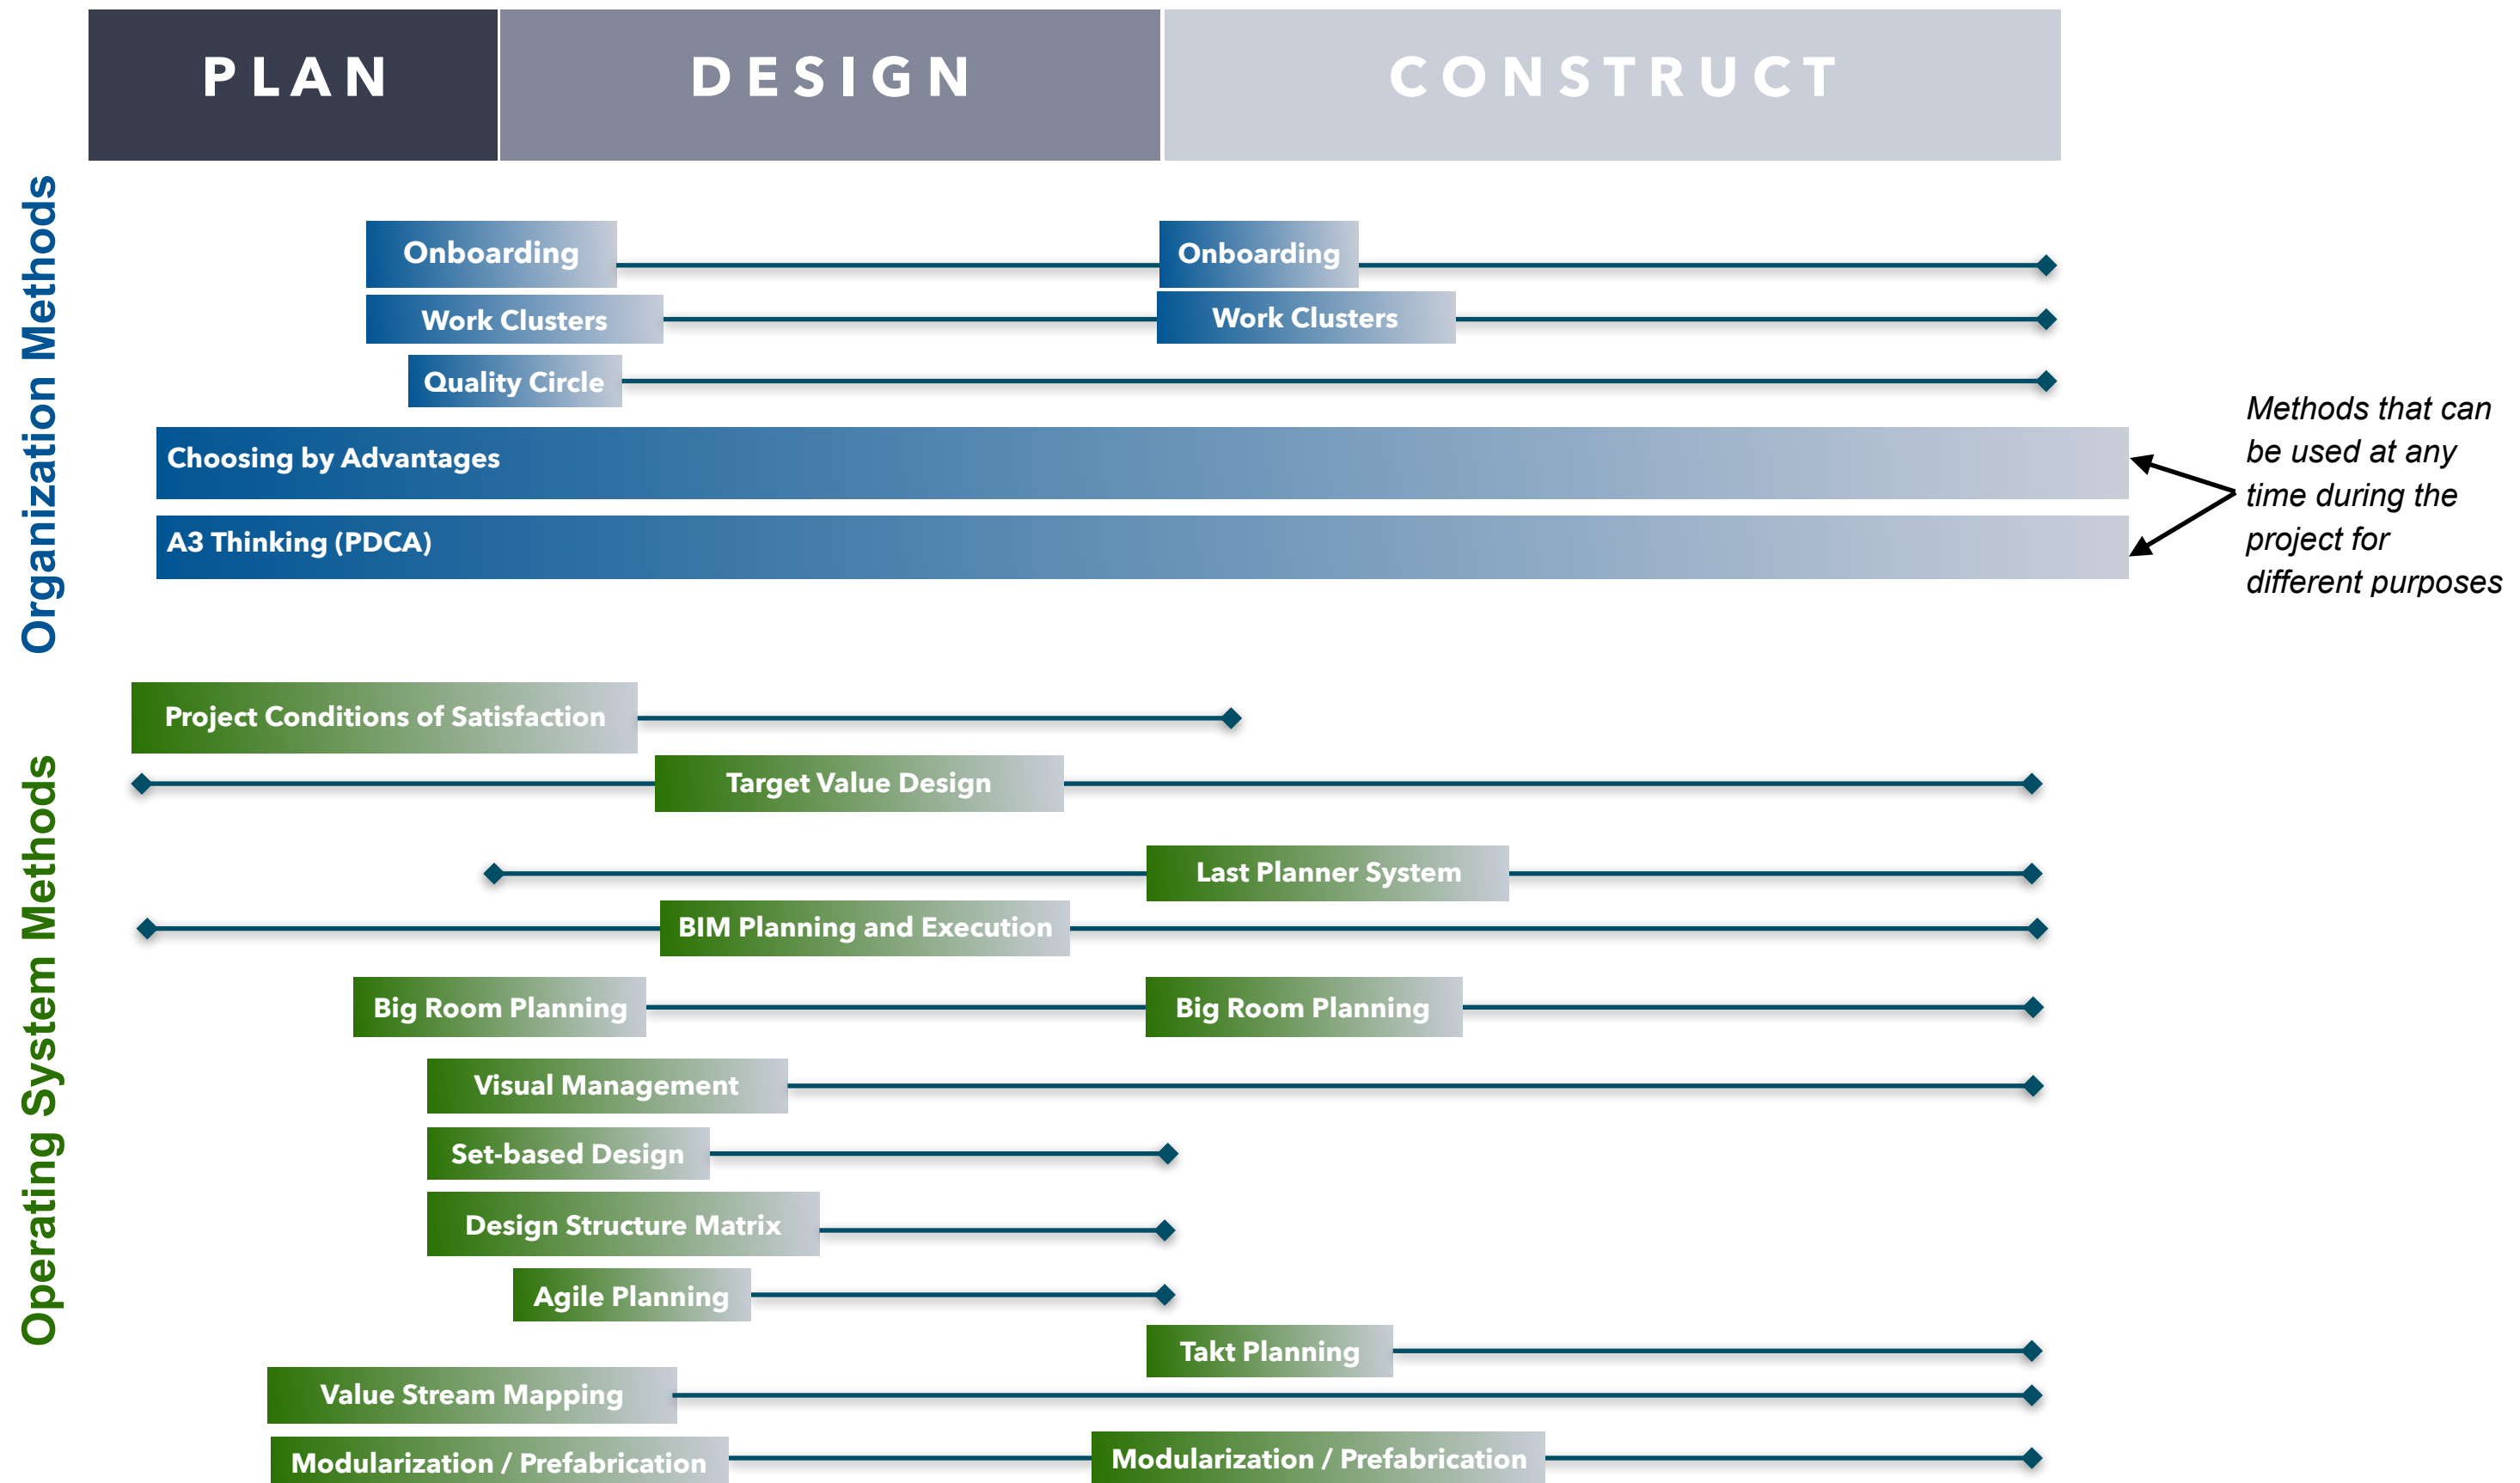 PLAN
DESIGN
CONSTRUCT
Organization Methods
Onboarding
Onboarding
Work Clusters
Work Clusters
Quality Circle
Choosing by Advantages
A3 Thinking (PDCA)
Methods that can
be used at any
time during the
project for
different purposes
Operating System Methods
Project Conditions of Satisfaction
Target Value Design
Last Planner System
BIM Planning and Execution
Big Room Planning
Big Room Planning
Visual Management
Set-based Design
Design Structure Matrix
Agile Planning
Takt Planning
Value Stream Mapping
Modularization / Prefabrication
Modularization / Prefabrication